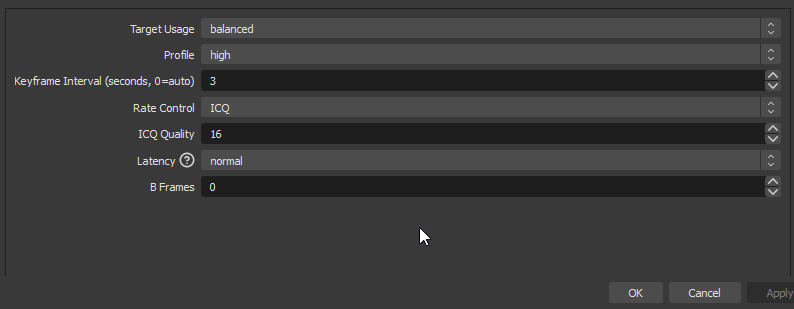 Target Usage balanced
Profile high
Keyframe Interval (seconds, 0=auto) 3
Rate Control ICQ
ICQ Quality 16
Latency ? normal
B Frames 0
OK Cancel Apply